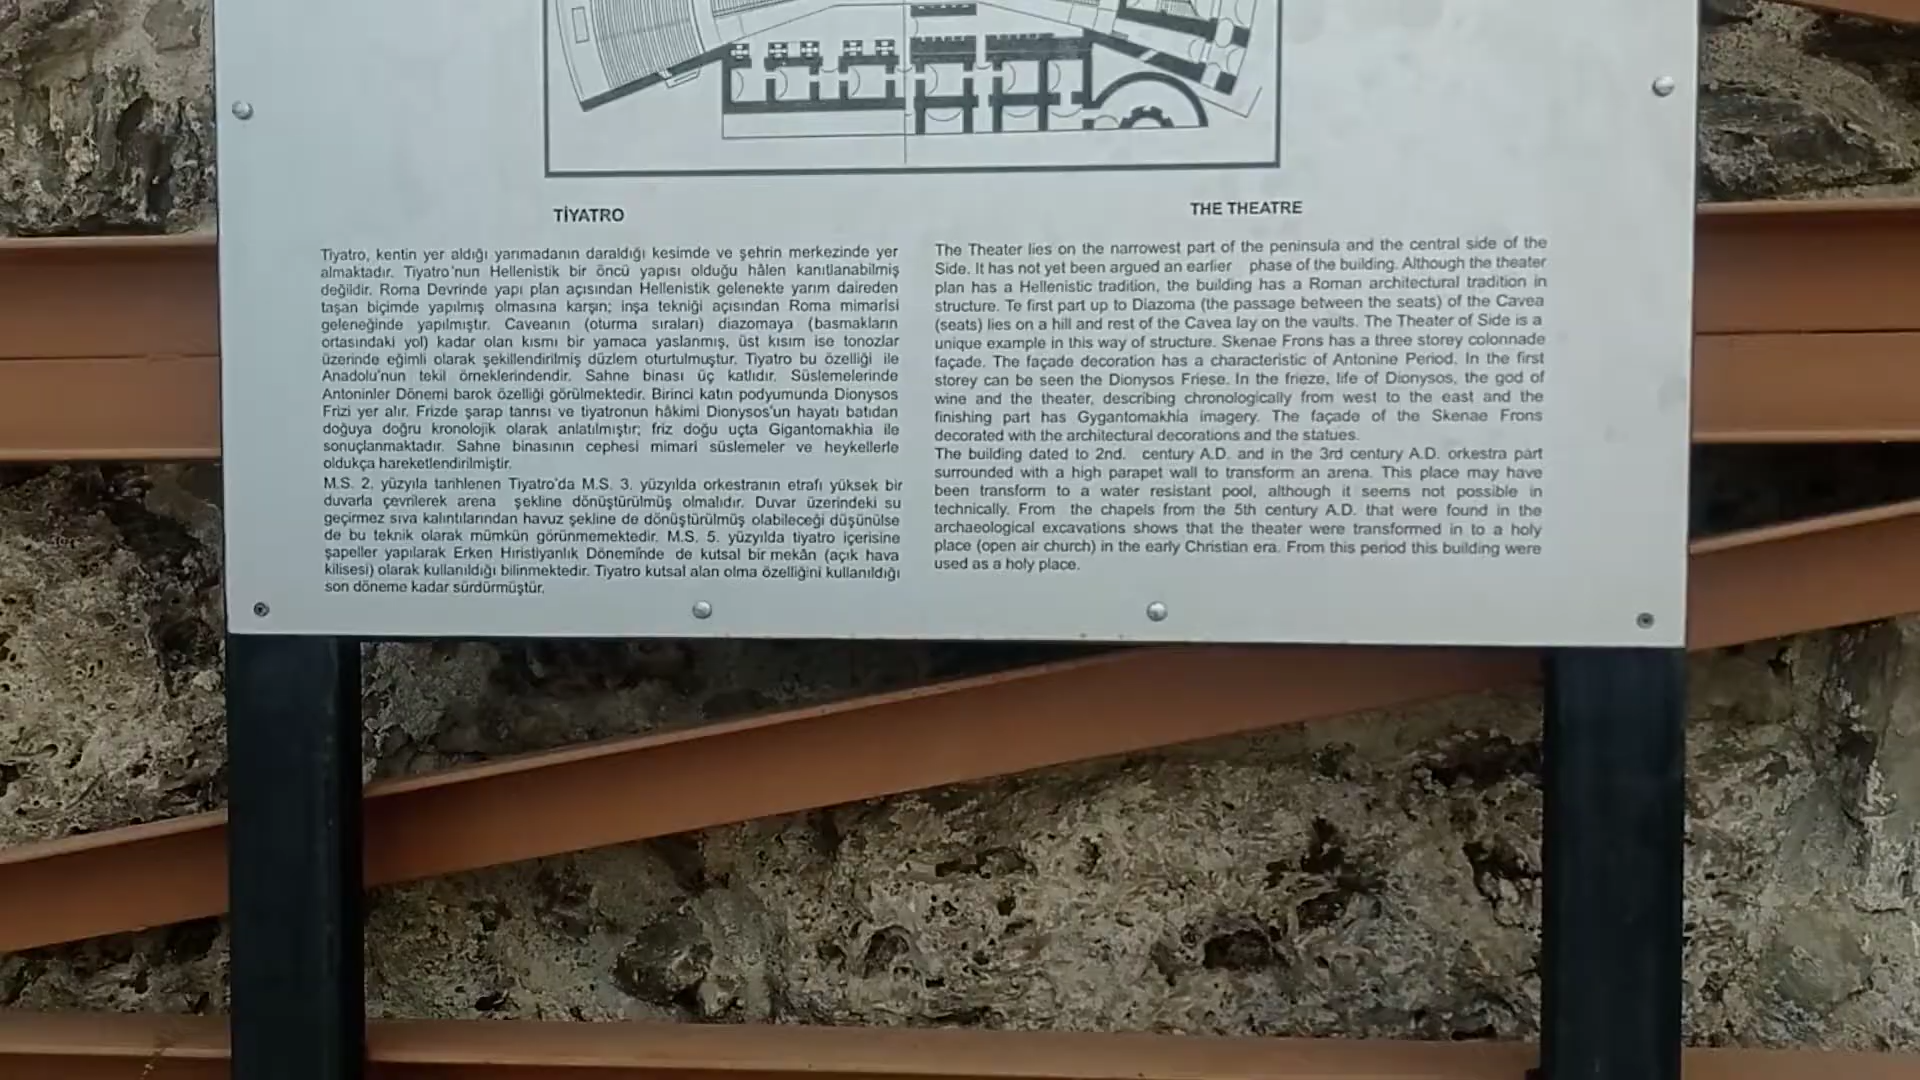 TİYATRO
Tiyatro, kentin yer aldığı yarımadanın daraldığı kesimde ve şehrin merkezinde yer
almaktadır. Tiyatro'nun Hellenistik bir öncü yapısı olduğu hâlen kanıtlanabilmiş
değildir. Roma Devrinde yapı plan açısından Hellenistik gelenekte yarım daireden
taşan biçimde yapılmış olmasına karşın; inşa tekniği açısından Roma mimarisi
geleneğinde yapılmıştır. Caveanın (oturma sıraları) diazomaya (basmakların
ortasındaki yol) kadar olan kısmı bir yamaca yaslanmış, üst kısım ise tonozlar
üzerinde eğimli olarak şekillendirilmiş düzlem oturtulmuştur. Tiyatro bu özelliği ile
Anadolu'nun tekil örneklerindendir. Sahne binası üç katlıdır. Süslemelerinde
Antoninler Dönemi barok özelliği görülmektedir. Birinci katın podyumunda Dionysos
Frizi yer alır. Frizde şarap tanrısı ve tiyatronun hâkimi Dionysos'un hayatı batıdan
doğuya doğru kronolojik olarak anlatılmıştır; friz doğu uçta Gigantomakhia ile
sonuçlanmaktadır. Sahne binasının cephesi mimari süslemeler ve heykellerle
oldukça hareketlendirilmiştir.
M.S. 2. yüzyıla tarihlenen Tiyatro'da M.S. 3. yüzyılda orkestranın etrafı yüksek bir
duvarla çevrilerek arena şekline dönüştürülmüş olmalıdır. Duvar üzerindeki su
geçirmez sıva kalıntılarından havuz şekline de dönüştürülmüş olabileceği düşünülse
de bu teknik olarak mümkün görünmemektedir. M.S. 5. yüzyılda tiyatro içerisine
şapeller yapılarak Erken Hıristiyanlık Döneminde de kutsal bir mekân (açık hava
kilisesi) olarak kullanıldığı bilinmektedir. Tiyatro kutsal alan olma özelliğini kullanıldığı
son döneme kadar sürdürmüştür.
THE THEATRE
The Theater lies on the narrowest part of the peninsula and the central side of the
Side. It has not yet been argued an earlier phase of the building. Although the theater
plan has a Hellenistic tradition, the building has a Roman architectural tradition in
structure. Te first part up to Diazoma (the passage between the seats) of the Cavea
(seats) lies on a hill and rest of the Cavea lay on the vaults. The Theater of Side is a
unique example in this way of structure. Skenae Frons has a three storey colonnade
façade. The façade decoration has a characteristic of Antonine Period. In the first
storey can be seen the Dionysos Friese. In the frieze, life of Dionysos, the god of
wine and the theater, describing chronologically from west to the east and the
finishing part has Gygantomakhia imagery. The façade of the Skenae Frons
decorated with the architectural decorations and the statues.
The building dated to 2nd. century A.D. and in the 3rd century A.D. orkestra part
surrounded with a high parapet wall to transform an arena. This place may have
been transform to a water resistant pool, although it seems not possible in
technically. From the chapels from the 5th century A.D. that were found in the
archaeological excavations shows that the theater were transformed in to a holy
place (open air church) in the early Christian era. From this period this building were
used as a holy place.